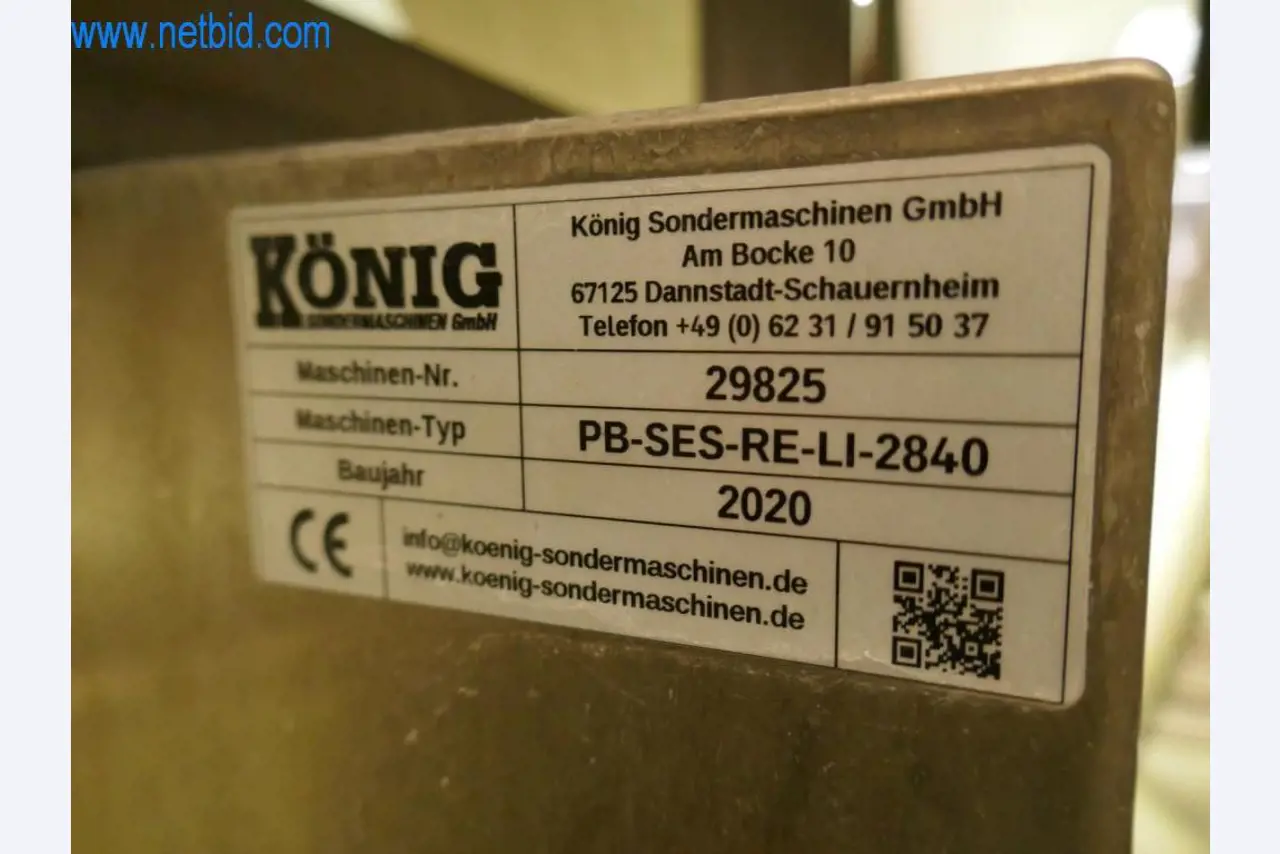 www.netbid.com
KÖNIG
SONDERMASCHINEN GmbH
König Sondermaschinen GmbH
Am Bocke 10
67125 Dannstadt-Schauernheim
Telefon +49 (0) 62 31 / 91 50 37
Maschinen-Nr. 29825
Maschinen-Typ PB-SES-RE-LI-2840
Baujahr 2020
CE
info@koenig-sondermaschinen.de
www.koenig-sondermaschinen.de